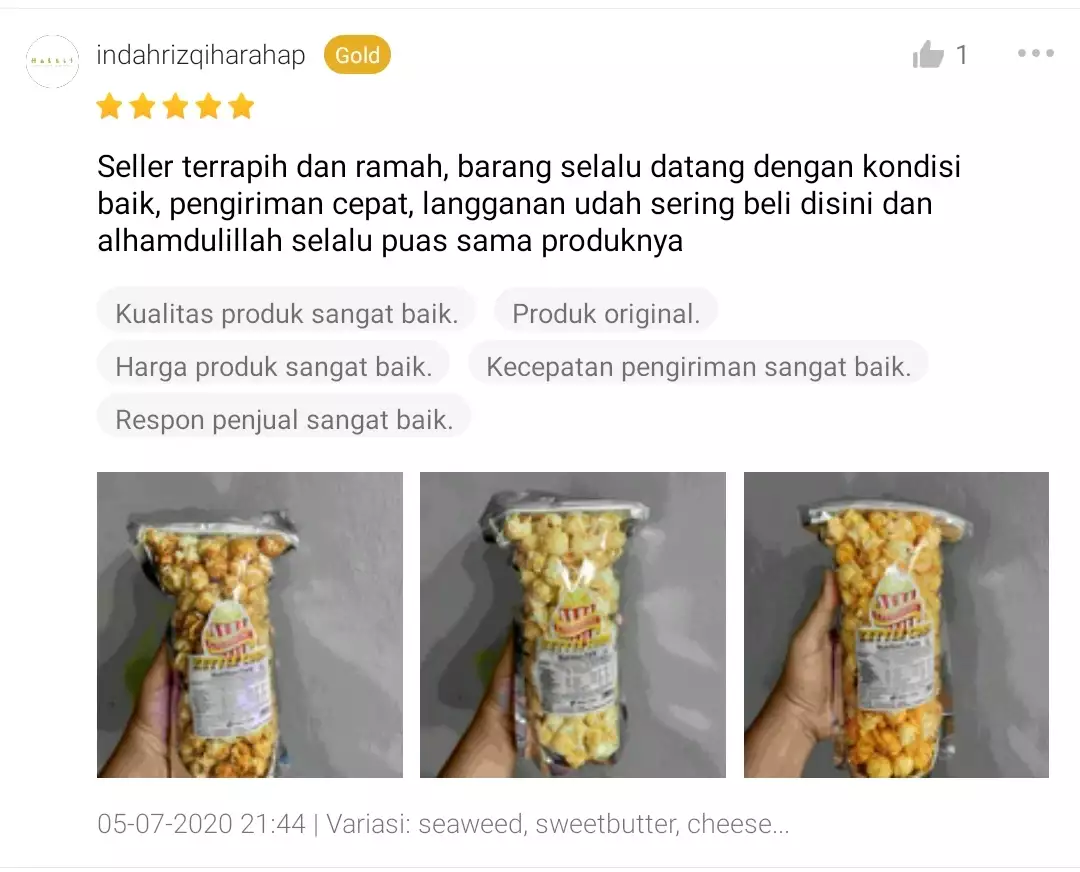 indahrizqiharahap Gold 1
Seller terrapih dan ramah, barang selalu datang dengan kondisi
baik, pengiriman cepat, langganan udah sering beli disini dan
alhamdulillah selalu puas sama produknya
Kualitas produk sangat baik. Produk original.
Harga produk sangat baik. Kecepatan pengiriman sangat baik.
Respon penjual sangat baik.
05-07-2020 21:44 | Variasi: seaweed, sweetbutter, cheese...